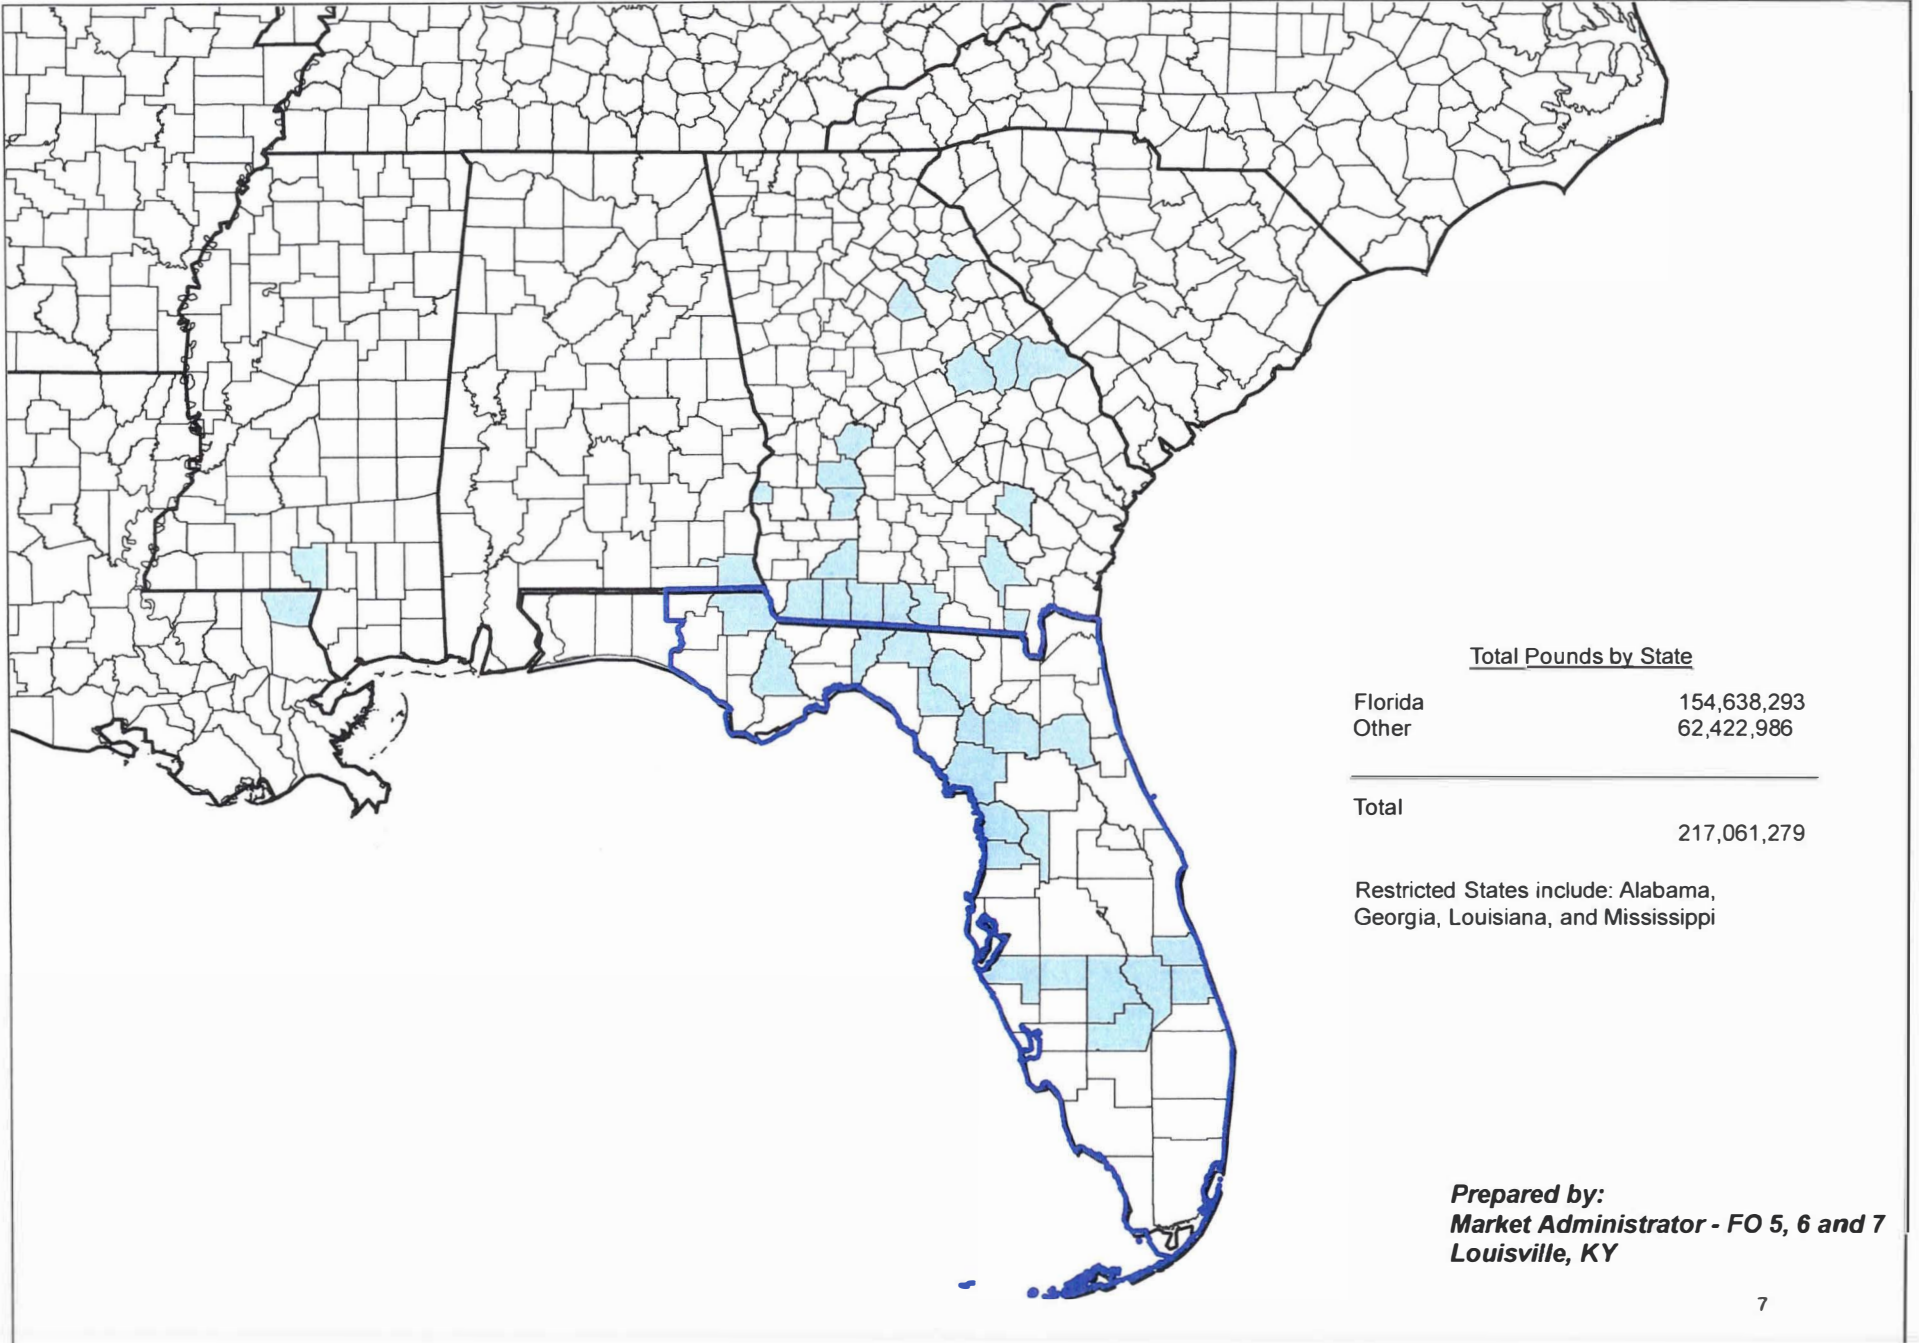 Total Pounds by State
Florida 154,638,293
Other 62,422,986
Total
217,061,279
Restricted States include: Alabama,
Georgia, Louisiana, and Mississippi
Prepared by:
Market Administrator - FO 5, 6 and 7
Louisville, KY
7